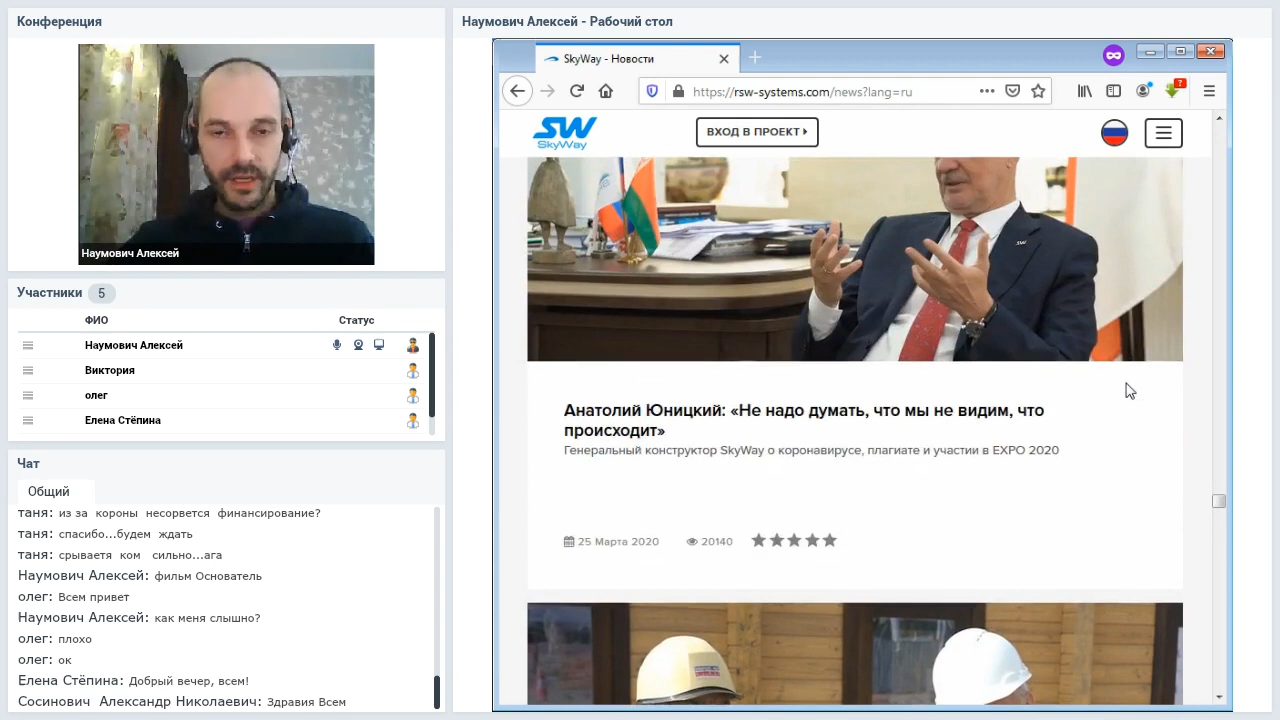 Конференция
Наумович Алексей
Участники 5
ФИО Статус
Наумович Алексей
Виктория
олег
Елена Стёпина
Чат
Общий
таня: из за короны несорвется финансирование?
таня: спасибо...будем ждать
таня: срываетя ком сильно...ага
Наумович Алексей: фильм Основатель
олег: Всем привет
Наумович Алексей: как меня слышно?
олег: плохо
олег: ок
Елена Стёпина: Добрый вечер, всем!
Сосинович Александр Николаевич: Здравия Всем
Наумович Алексей - Рабочий стол
SkyWay - Новости
https://rsw-systems.com/news?lang=ru
?
SW
SkyWay
ВХОД В ПРОЕКТ
SW
Анатолий Юницкий: «Не надо думать, что мы не видим, что
происходит»
Генеральный конструктор SkyWay о коронавирусе, плагиате и участии в EXPO 2020
25 Марта 2020 20140